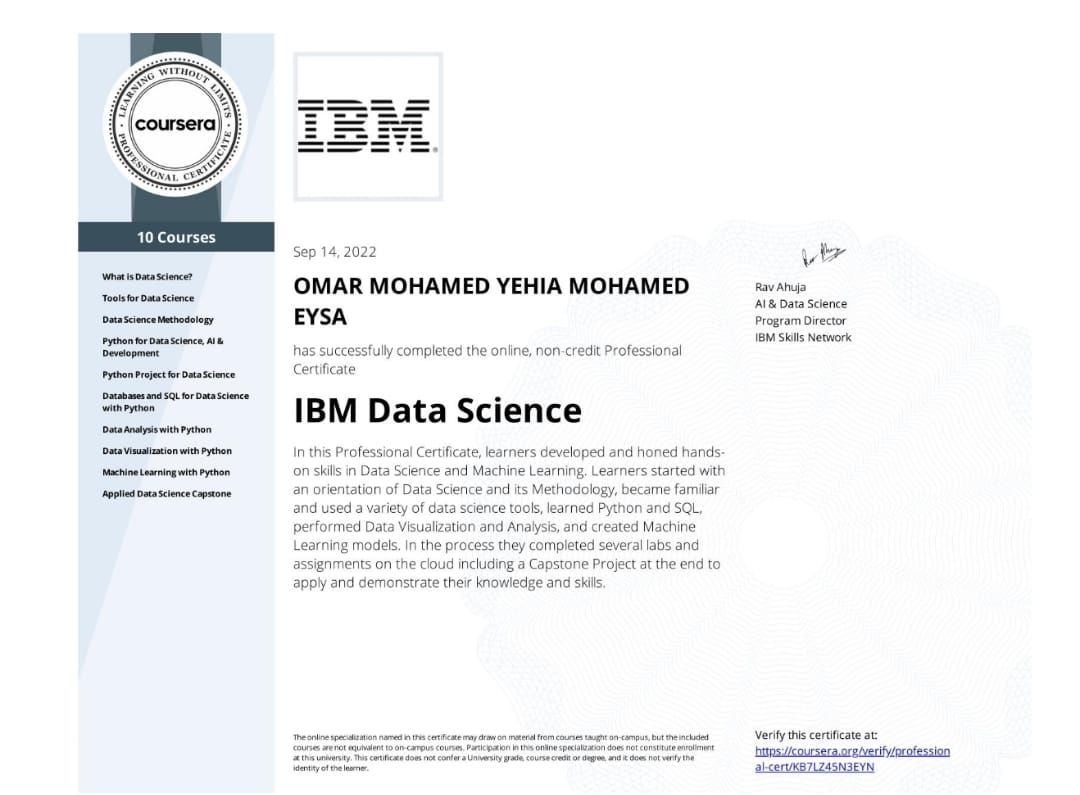 LEARNING WITHOUT LIMITS
coursera
PROFESSIONAL CERTIFICATE
IBM
10 Courses
What is Data Science?
Tools for Data Science
Data Science Methodology
Python for Data Science, AI &
Development
Python Project for Data Science
Databases and SQL for Data Science
with Python
Data Analysis with Python
Data Visualization with Python
Machine Learning with Python
Applied Data Science Capstone
Sep 14, 2022
OMAR MOHAMED YEHIA MOHAMED
EYSA
has successfully completed the online, non-credit Professional
Certificate
IBM Data Science
In this Professional Certificate, learners developed and honed hands-
on skills in Data Science and Machine Learning. Learners started with
an orientation of Data Science and its Methodology, became familiar
and used a variety of data science tools, learned Python and SQL,
performed Data Visualization and Analysis, and created Machine
Learning models. In the process they completed several labs and
assignments on the cloud including a Capstone Project at the end to
apply and demonstrate their knowledge and skills.
Rav Ahuja
AI & Data Science
Program Director
IBM Skills Network
The online specialization named in this certificate may draw on material from courses taught on-campus, but the included
courses are not equivalent to on-campus courses. Participation in this online specialization does not constitute enrollment
at this university. This certificate does not confer a University grade, course credit or degree, and it does not verify the
identity of the learner.
Verify this certificate at:
https://coursera.org/verify/profession
al-cert/KB7LZ45N3EYN